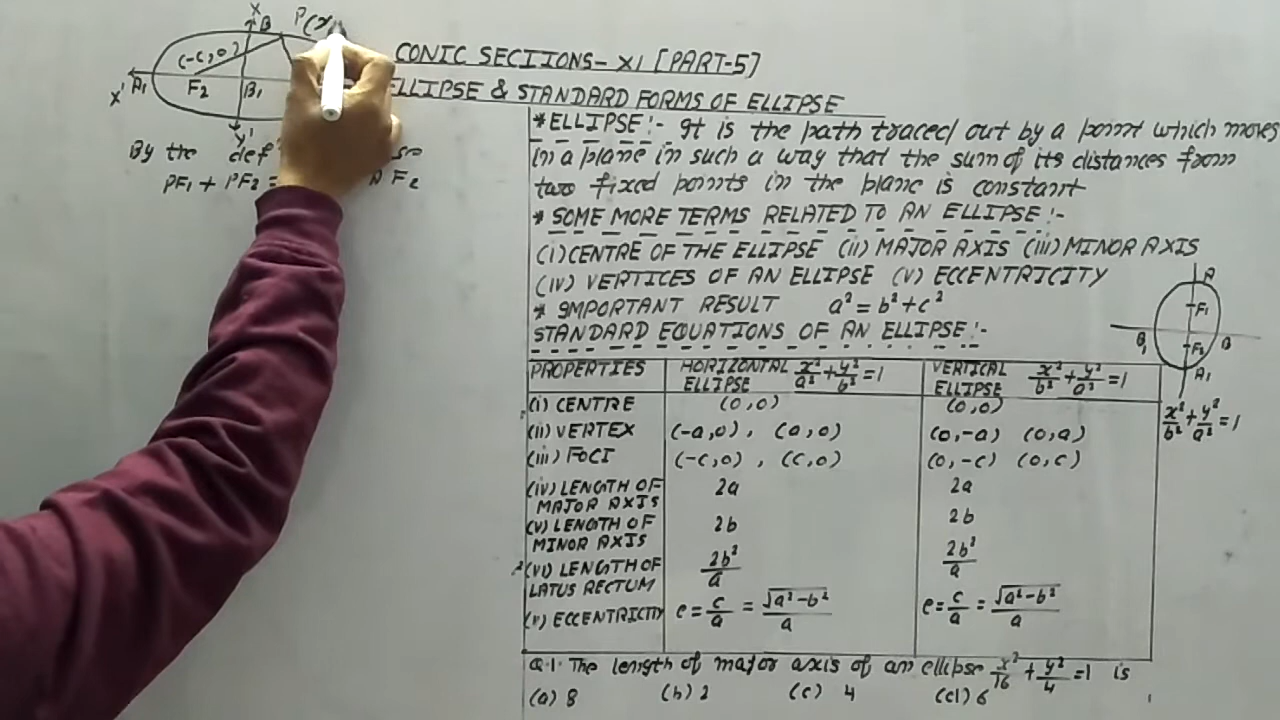 X
B P(x
(-c,0)
X' A1 F2 B1
Y'
By the def
PF1 + PF2 = F2
CONIC SECTIONS - XI [PART-5]
ELLIPSE & STANDARD FORMS OF ELLIPSE
*ELLIPSE:- It is the path traced out by a point which moves
in a plane in such a way that the sum of its distances from
two fixed points in the plane is constant
* SOME MORE TERMS RELATED TO AN ELLIPSE:-
(i) CENTRE OF THE ELLIPSE (ii) MAJOR AXIS (iii) MINOR AXIS
(iv) VERTICES OF AN ELLIPSE (v) ECCENTRICITY
* IMPORTANT RESULT a² = b² + c²
STANDARD EQUATIONS OF AN ELLIPSE:-
PROPERTIES HORIZONTAL ELLIPSE x²/a² + y²/b² = 1 VERTICAL ELLIPSE x²/b² + y²/a² = 1
(i) CENTRE (0,0) (0,0)
(ii) VERTEX (-a,0), (a,0) (0,-a) (0,a)
(iii) FOCI (-c,0), (c,0) (0,-c) (0,c)
(iv) LENGTH OF MAJOR AXIS 2a 2a
(v) LENGTH OF MINOR AXIS 2b 2b
(vi) LENGTH OF LATUS RECTUM 2b²/a 2b²/a
(v) ECCENTRICITY e = c/a = √a²-b²/a e = c/a = √a²-b²/a
A
F1
B1 F2 B
A1
x²/b² + y²/a² = 1
Q.1. The length of major axis of an ellipse x²/16 + y²/4 = 1 is
(a) 8 (b) 2 (c) 4 (d) 6